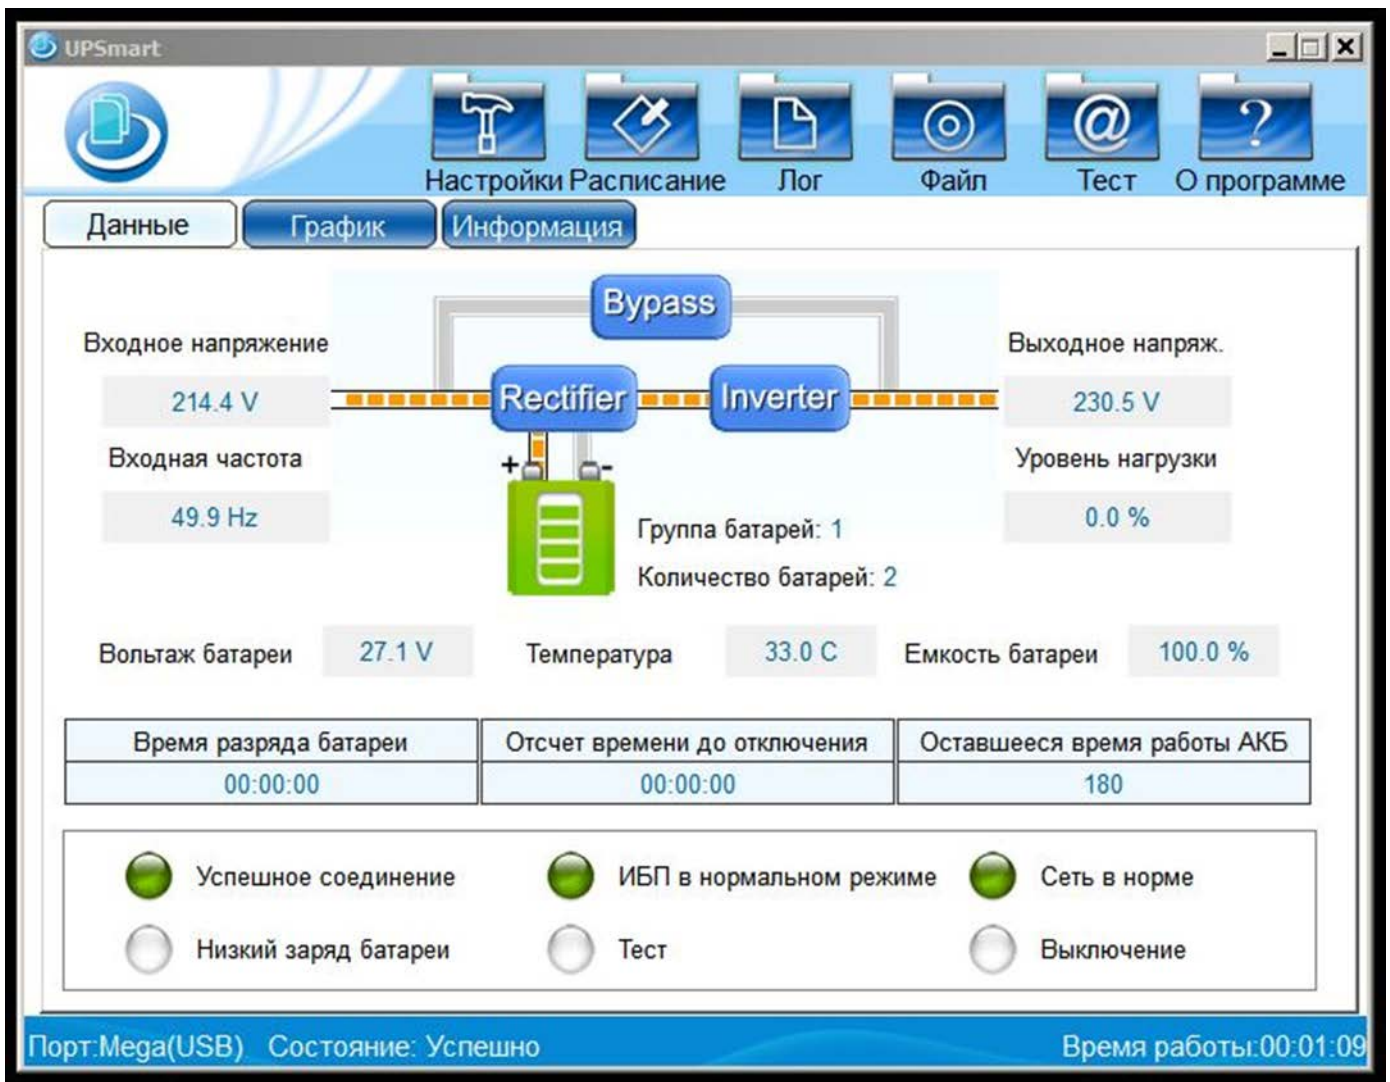 UPSmart
Настройки Расписание Лог Файл Тест О программе
Данные График Информация
Bypass
Входное напряжение Выходное напряж.
214.4 V Rectifier Inverter 230.5 V
Входная частота + - Уровень нагрузки
49.9 Hz 0.0 %
Группа батарей: 1
Количество батарей: 2
Вольтаж батареи 27.1 V Температура 33.0 C Емкость батареи 100.0 %
Время разряда батареи Отсчет времени до отключения Оставшееся время работы АКБ
00:00:00 00:00:00 180
Успешное соединение ИБП в нормальном режиме Сеть в норме
Низкий заряд батареи Тест Выключение
Порт:Mega(USB) Состояние: Успешно Время работы:00:01:09